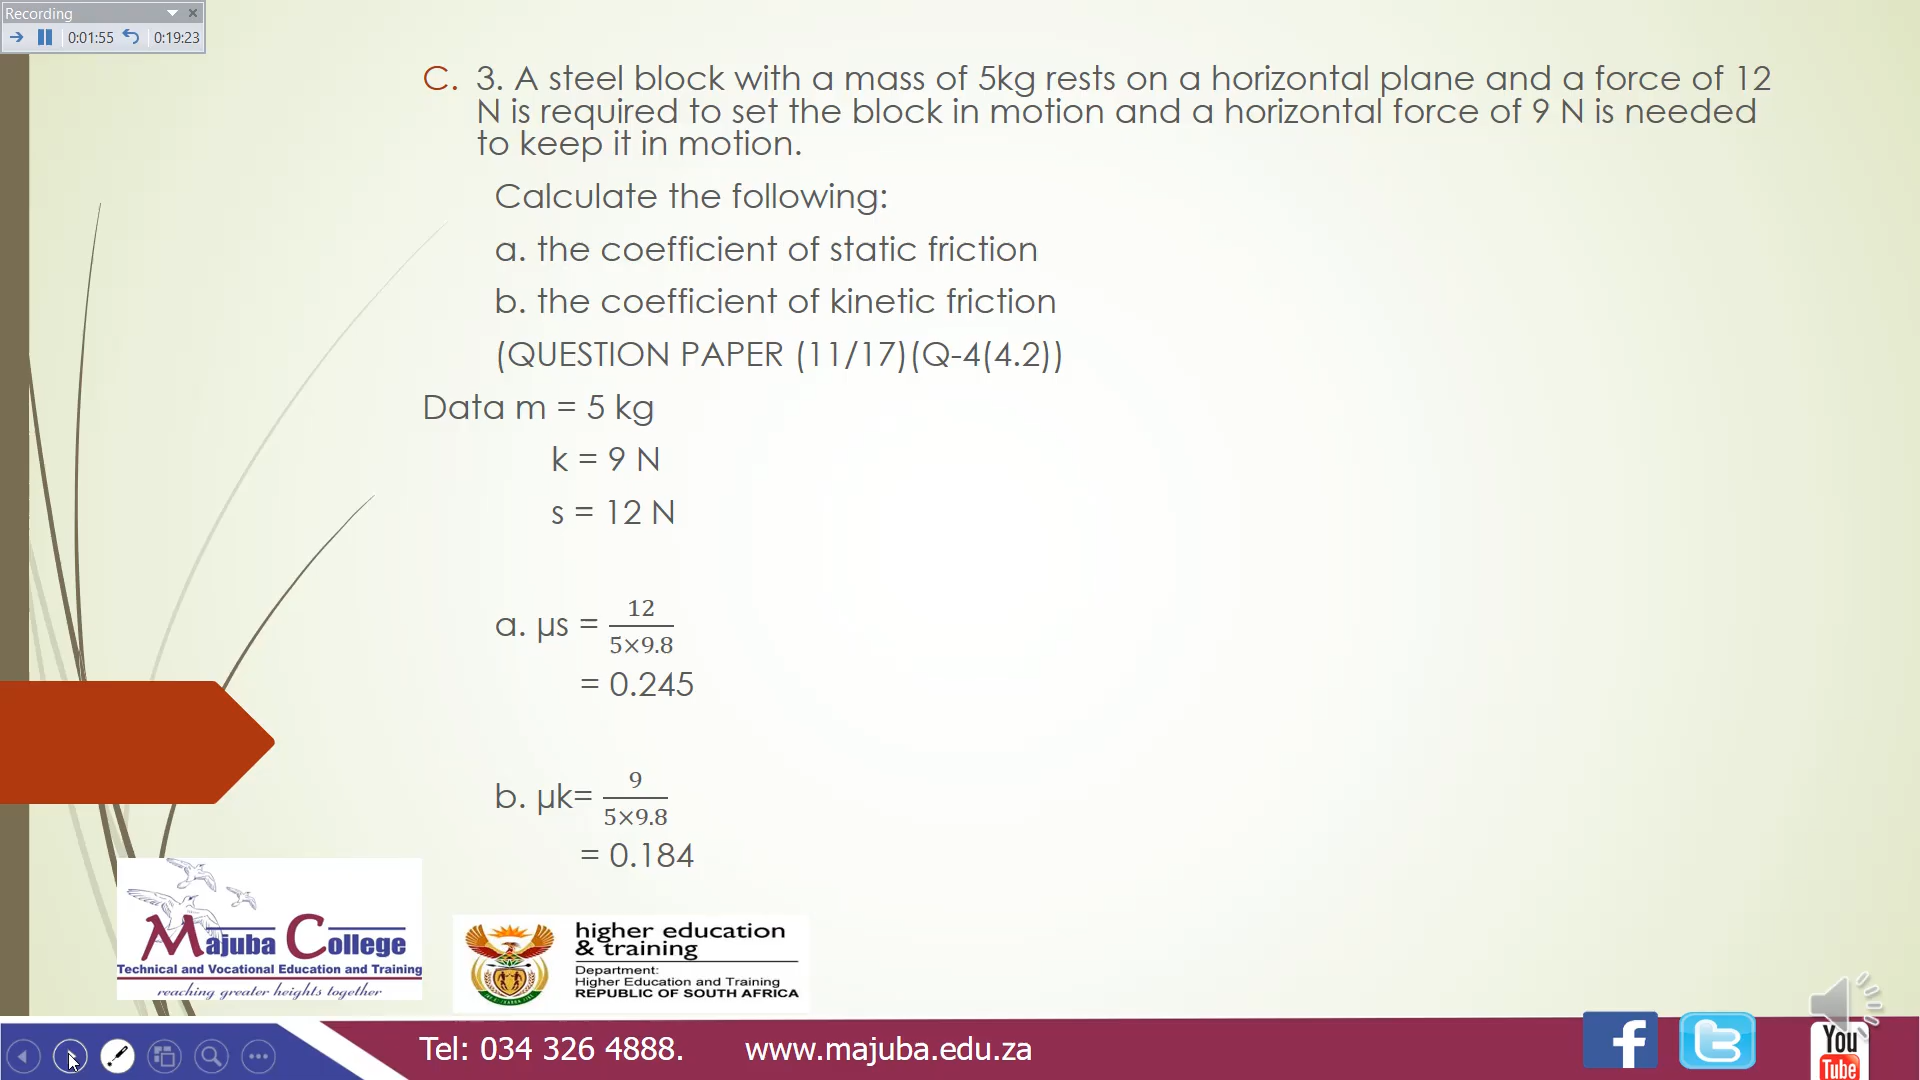 Recording
0:01:55 0:19:23
C. 3. A steel block with a mass of 5kg rests on a horizontal plane and a force of 12
N is required to set the block in motion and a horizontal force of 9 N is needed
to keep it in motion.
Calculate the following:
a. the coefficient of static friction
b. the coefficient of kinetic friction
(QUESTION PAPER (11/17)(Q-4(4.2))
Data m = 5 kg
k = 9 N
s = 12 N
a. µs = 12
5×9.8
= 0.245
b. µk= 9
5×9.8
= 0.184
Majuba College
Technical and Vocational Education and Training
reaching greater heights together
higher education
& training
Department:
Higher Education and Training
REPUBLIC OF SOUTH AFRICA
Tel: 034 326 4888. www.majuba.edu.za
f
You
Tube